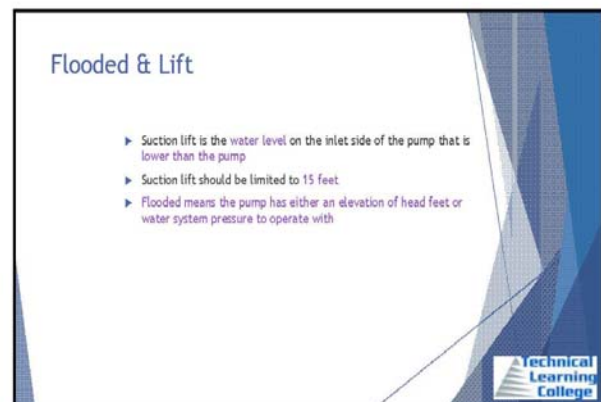 Flooded & Lift
Suction lift is the water level on the inlet side of the pump that is
lower than the pump
Suction lift should be limited to 15 feet
Flooded means the pump has either an elevation of head feet or
water system pressure to operate with
Technical
Learning
College